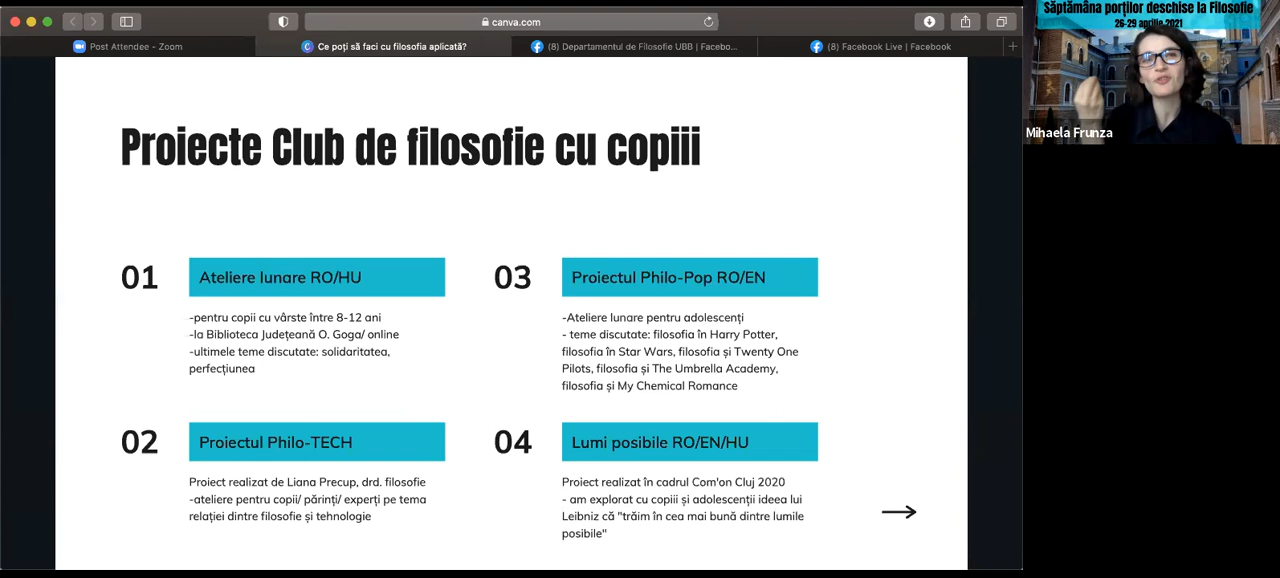 canva.com
Post Attendee - Zoom
Ce poți să faci cu filosofia aplicată?
(8) Departamentul de Filosofie UBB | Facebo...
(8) Facebook Live | Facebook
Săptămâna porților deschise la Filosofie
26-29 aprilie 2021
Mihaela Frunza
Proiecte Club de filosofie cu copiii
01
Ateliere lunare RO/HU
-pentru copii cu vârste între 8-12 ani
-la Biblioteca Județeană O. Goga/ online
-ultimele teme discutate: solidaritatea,
perfecțiunea
02
Proiectul Philo-TECH
Proiect realizat de Liana Precup, drd. filosofie
-ateliere pentru copii/ părinți/ experți pe tema
relației dintre filosofie și tehnologie
03
Proiectul Philo-Pop RO/EN
-Ateliere lunare pentru adolescenți
- teme discutate: filosofia în Harry Potter,
filosofia în Star Wars, filosofia și Twenty One
Pilots, filosofia și The Umbrella Academy,
filosofia și My Chemical Romance
04
Lumi posibile RO/EN/HU
Proiect realizat în cadrul Com'on Cluj 2020
- am explorat cu copiii și adolescenții ideea lui
Leibniz că "trăim în cea mai bună dintre lumile
posibile"